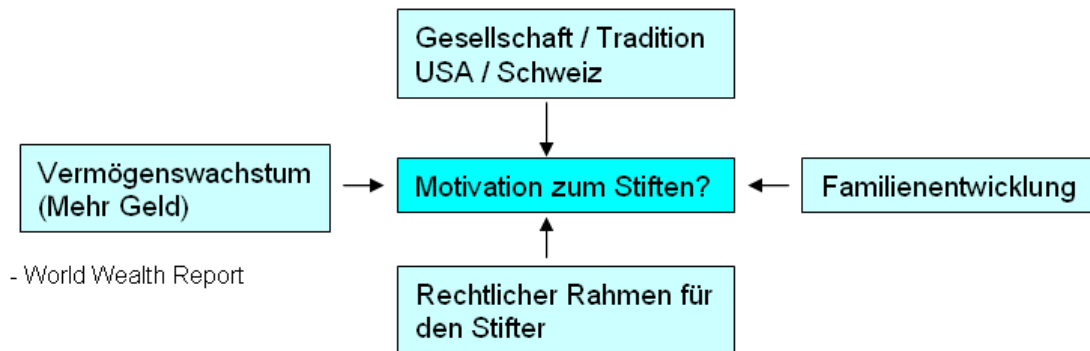 Gesellschaft / Tradition
USA / Schweiz
Vermögenswachstum
(Mehr Geld)
Motivation zum Stiften?
Familienentwicklung
- World Wealth Report
Rechtlicher Rahmen für
den Stifter